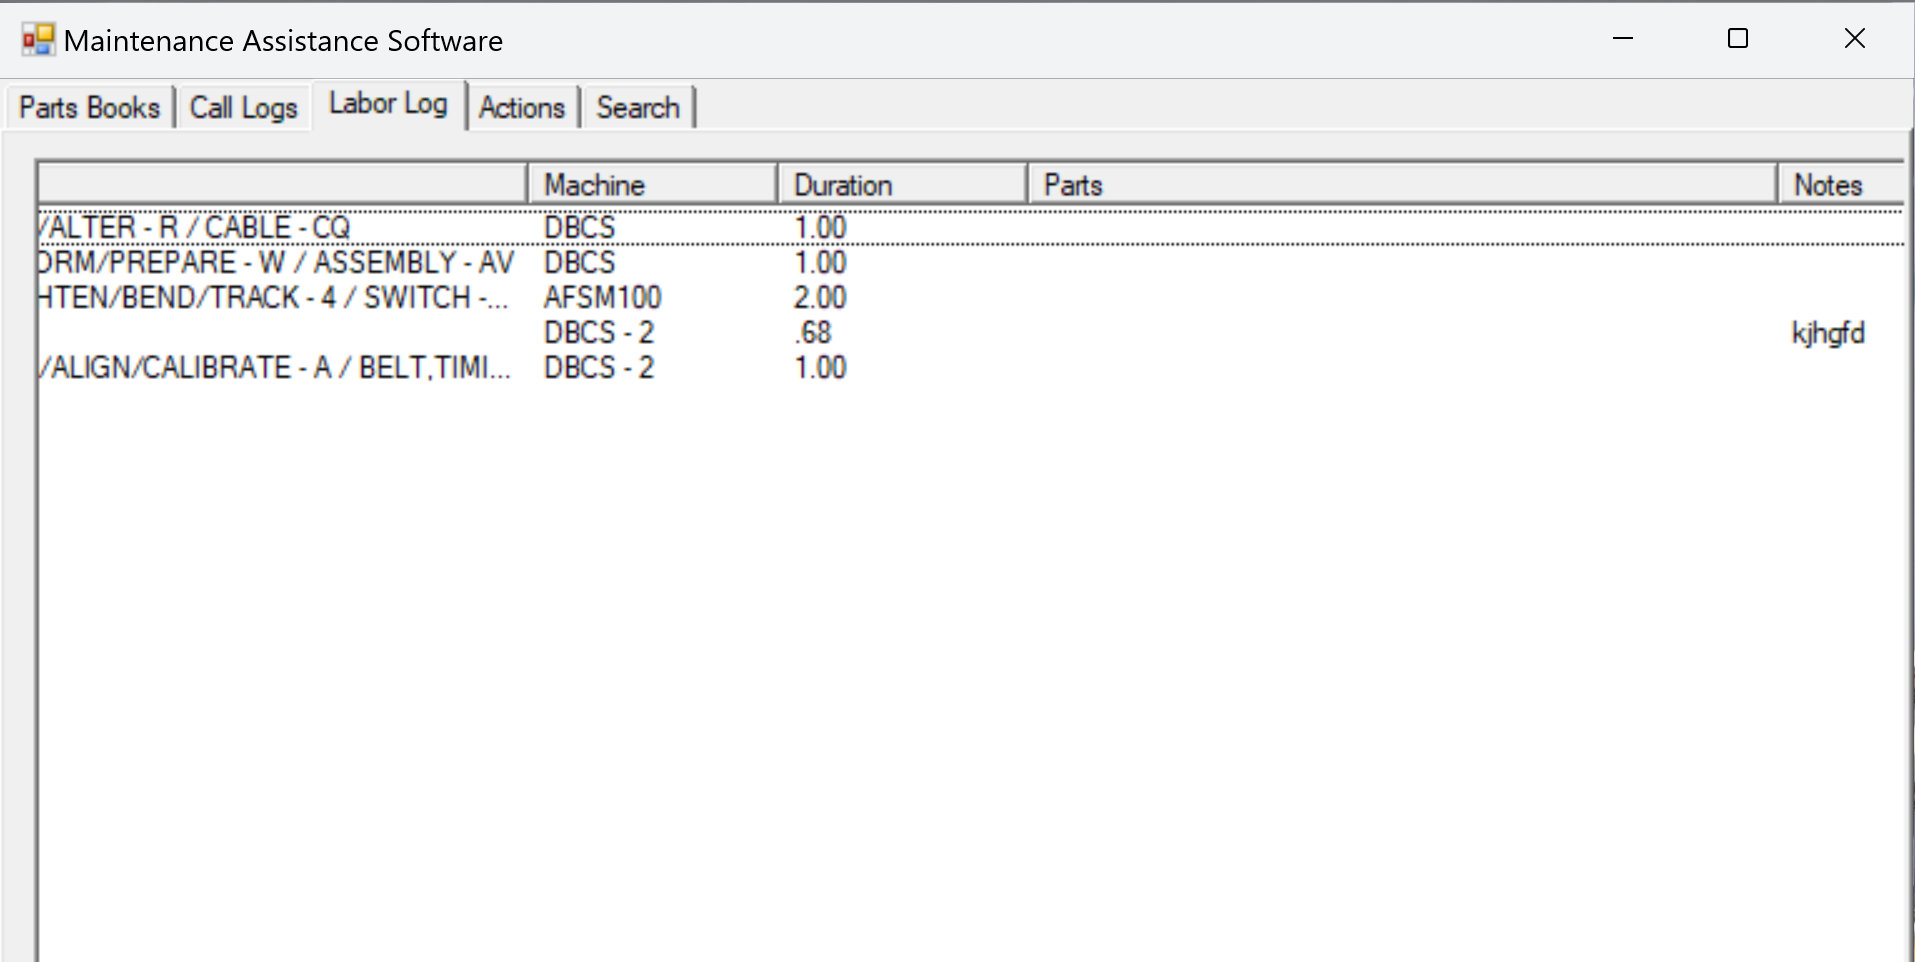 Maintenance Assistance Software
Parts Books Call Logs Labor Log Actions Search
Machine Duration Parts Notes
/ALTER - R / CABLE - CQ DBCS 1.00
ORM/PREPARE - W / ASSEMBLY - AV DBCS 1.00
HTEN/BEND/TRACK - 4 / SWITCH -... AFSM100 2.00
DBCS - 2 .68 kjhgfd
/ALIGN/CALIBRATE - A / BELT,TIMI... DBCS - 2 1.00